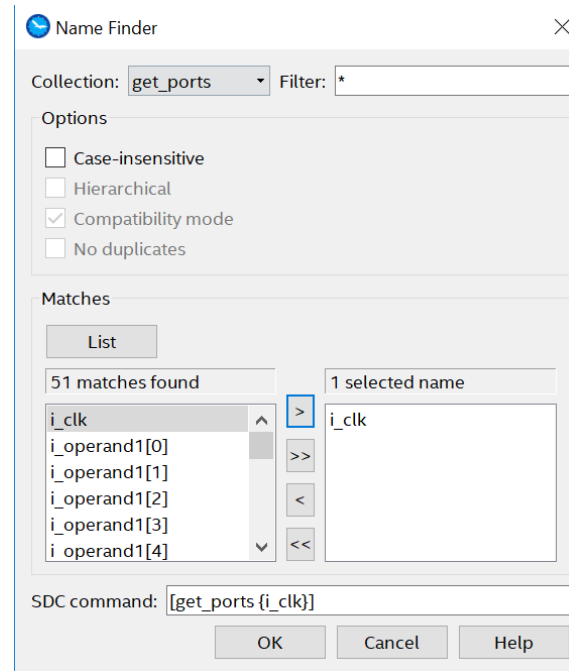 Name Finder
Collection: get_ports Filter: *
Options
Case-insensitive
Hierarchical
Compatibility mode
No duplicates
Matches
List
51 matches found 1 selected name
i_clk > i_clk
i_operand1[0]
i_operand1[1] >>
i_operand1[2]
i_operand1[3] <
i_operand1[4] <<
SDC command: [get_ports {i_clk}]
OK Cancel Help